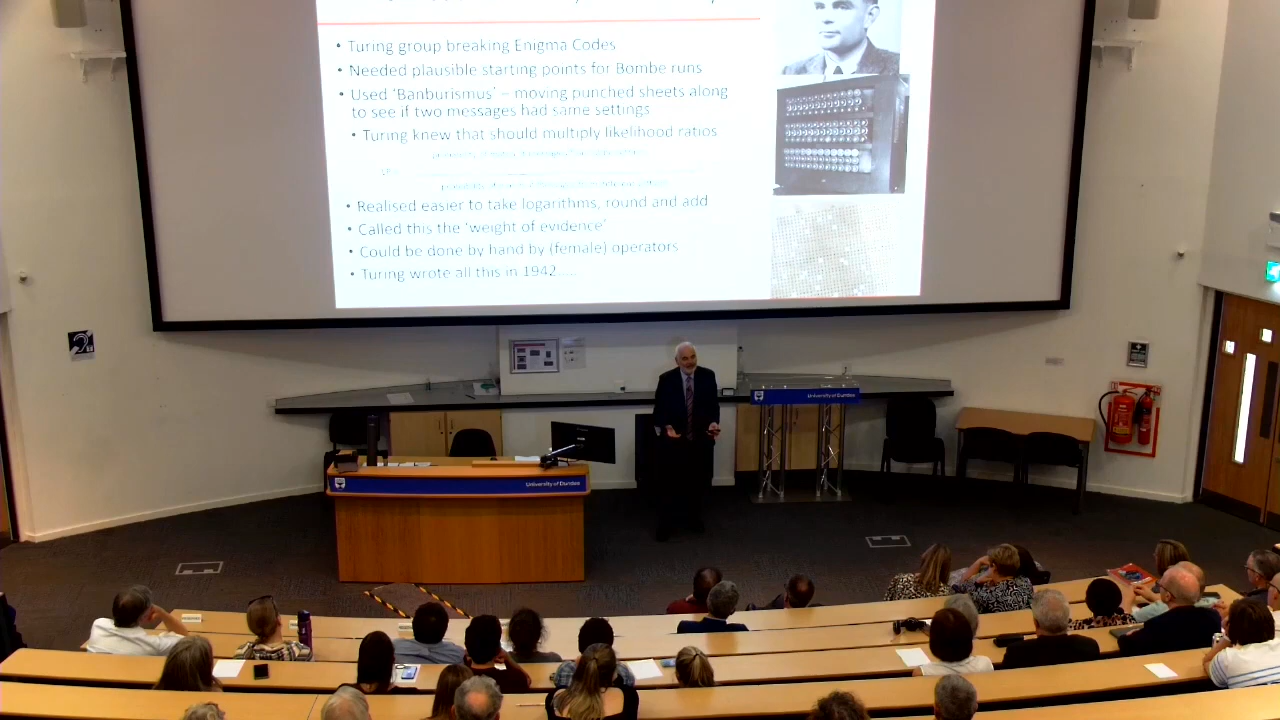 • Turing group breaking Enigma Codes
• Needed plausible starting points for Bombe runs
• Used 'Banburismus' – moving punched sheets along
to see if two messages had same settings
• Turing knew that should multiply likelihood ratios
• Realised easier to take logarithms, round and add
• Called this the 'weight of evidence'
• Could be done by hand by (female) operators
• Turing wrote all this in 1942....
University of Dundee
University of Dundee